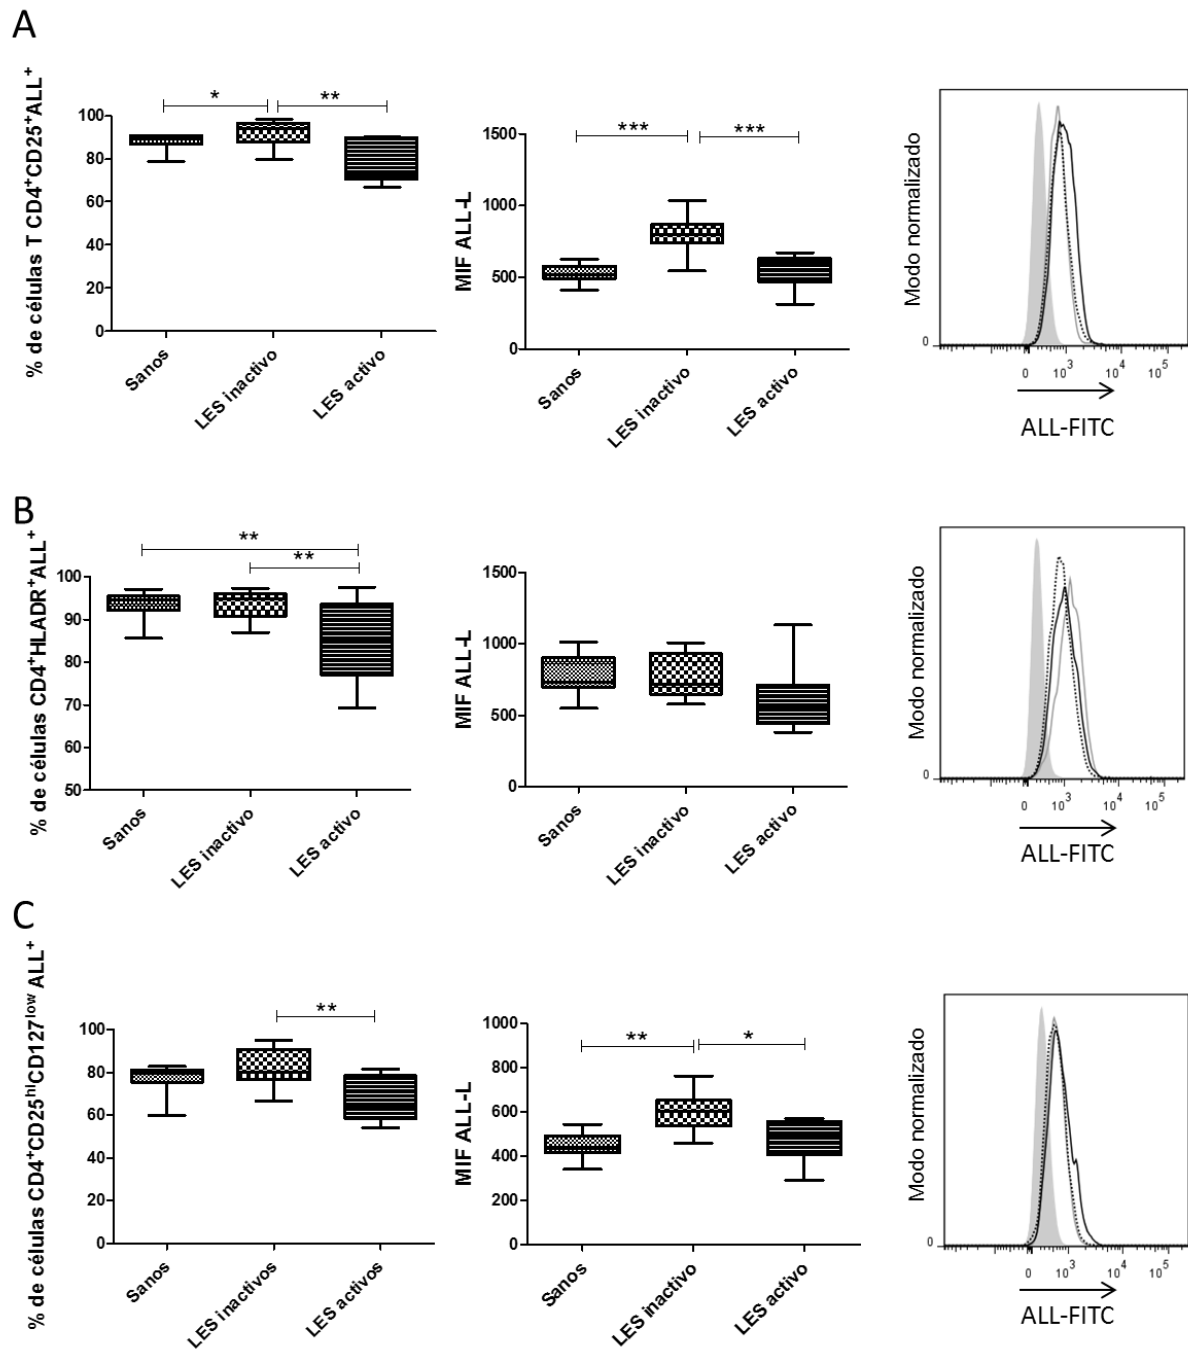 A
% de células T CD4⁺CD25⁺ALL⁺
* **
100
80
60
40
20
0
Sanos
LES inactivo
LES activo
MIF ALL-L
*** ***
1500
1000
500
0
Sanos
LES inactivo
LES activo
Modo normalizado
0
0 10³ 10⁴ 10⁵
ALL-FITC
B
% de células CD4⁺HLADR⁺ALL⁺
**
**
100
90
80
70
60
50
Sanos
LES inactivo
LES activo
MIF ALL-L
1500
1000
500
0
Sanos
LES inactivo
LES activo
Modo normalizado
0
0 10³ 10⁴ 10⁵
ALL-FITC
C
% de células CD4⁺CD25ʰⁱCD127ˡᵒʷ ALL⁺
**
100
80
60
40
20
0
Sanos
LES inactivos
LES activos
MIF ALL-L
** *
1000
800
600
400
200
0
Sanos
LES inactivo
LES activo
Modo normalizado
0
0 10³ 10⁴ 10⁵
ALL-FITC